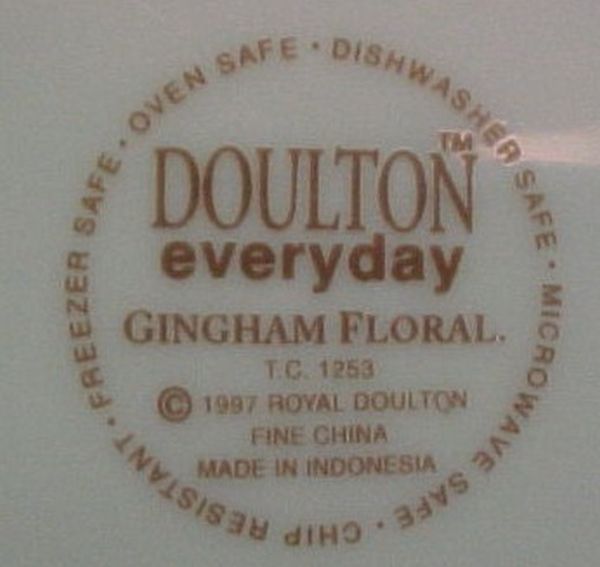 FREEZER SAFE · OVEN SAFE · DISHWASHER SAFE · MICROWAVE SAFE · CHIP RESISTANT ·
DOULTON™
everyday
GINGHAM FLORAL.
T.C. 1253
© 1997 ROYAL DOULTON
FINE CHINA
MADE IN INDONESIA